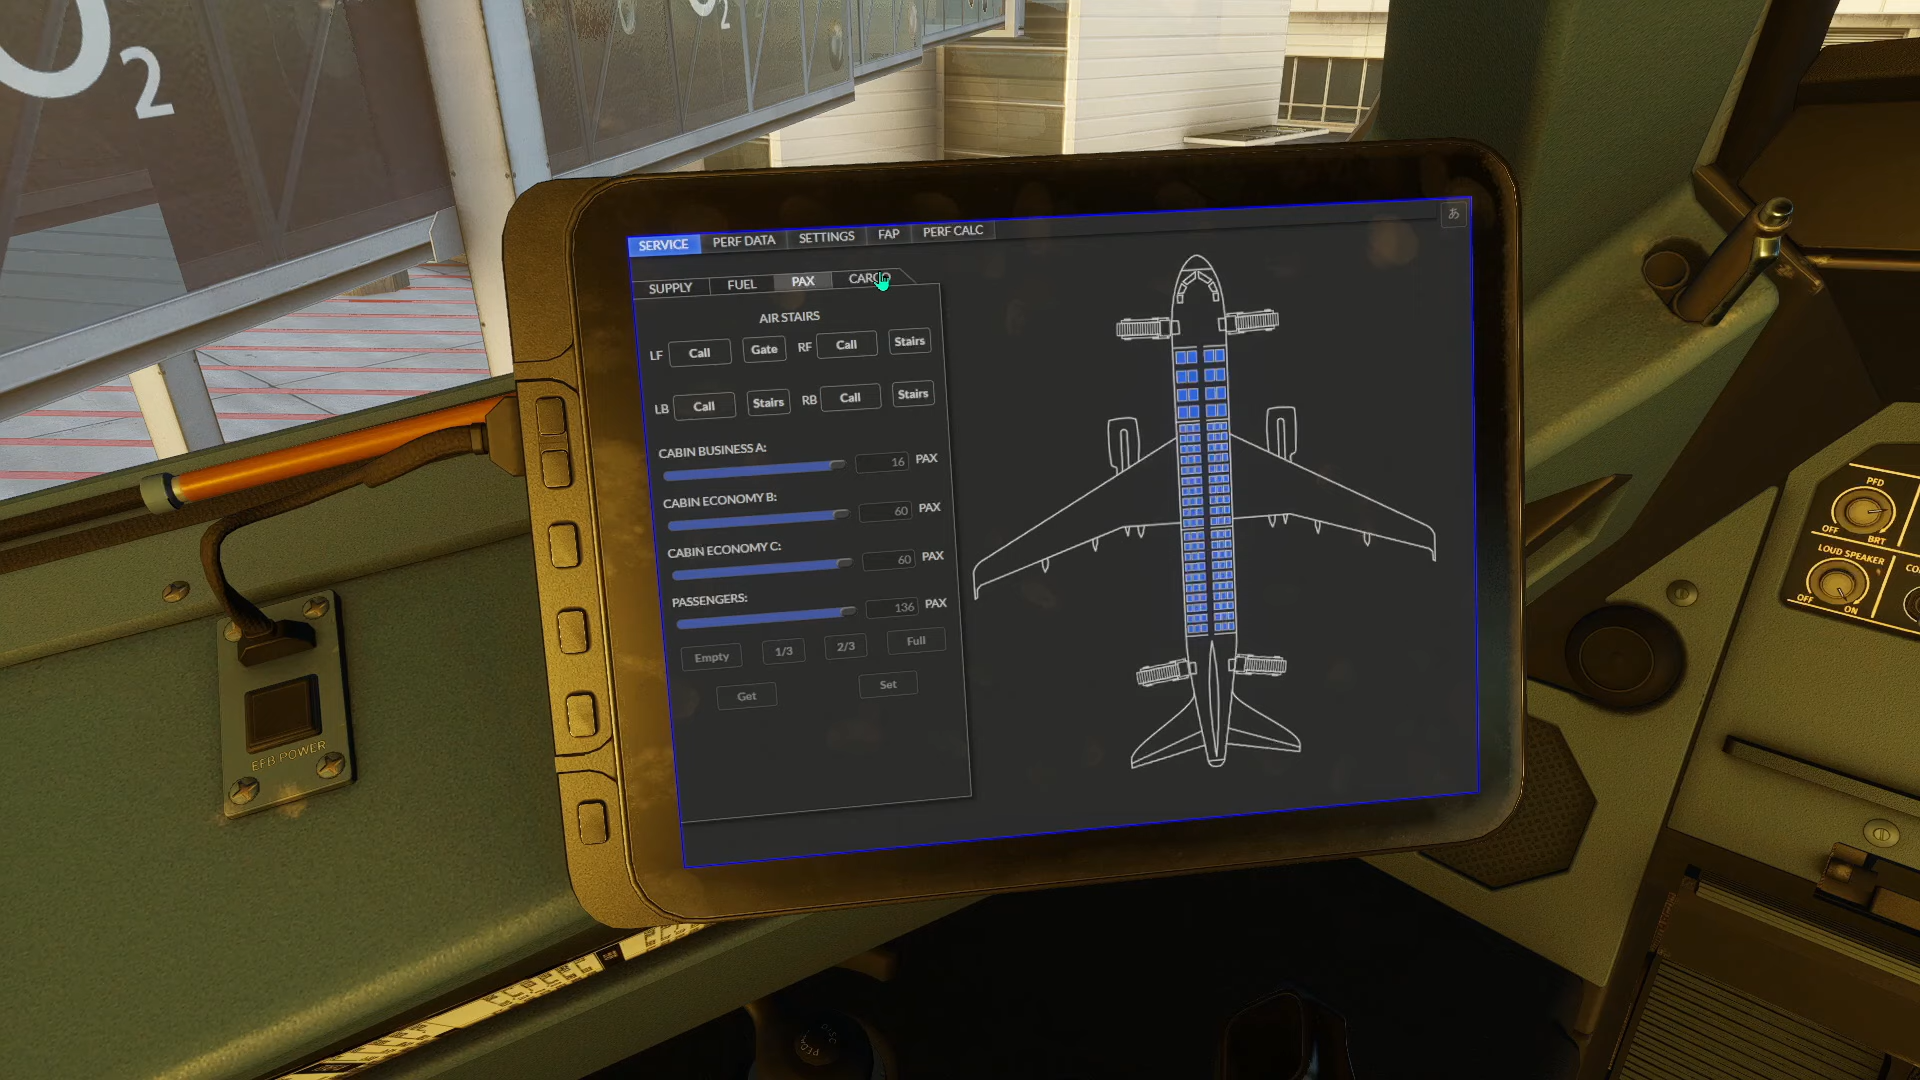 O2
2
SERVICE PERF DATA SETTINGS FAP PERF CALC
あ
SUPPLY FUEL PAX CARGO
AIR STAIRS
LF Call Gate RF Call Stairs
LB Call Stairs RB Call Stairs
CABIN BUSINESS A:
16 PAX
CABIN ECONOMY B:
60 PAX
CABIN ECONOMY C:
60 PAX
PASSENGERS:
136 PAX
Empty 1/3 2/3 Full
Get Set
EFB POWER
PFD
OFF BRT
LOUD SPEAKER
OFF ON